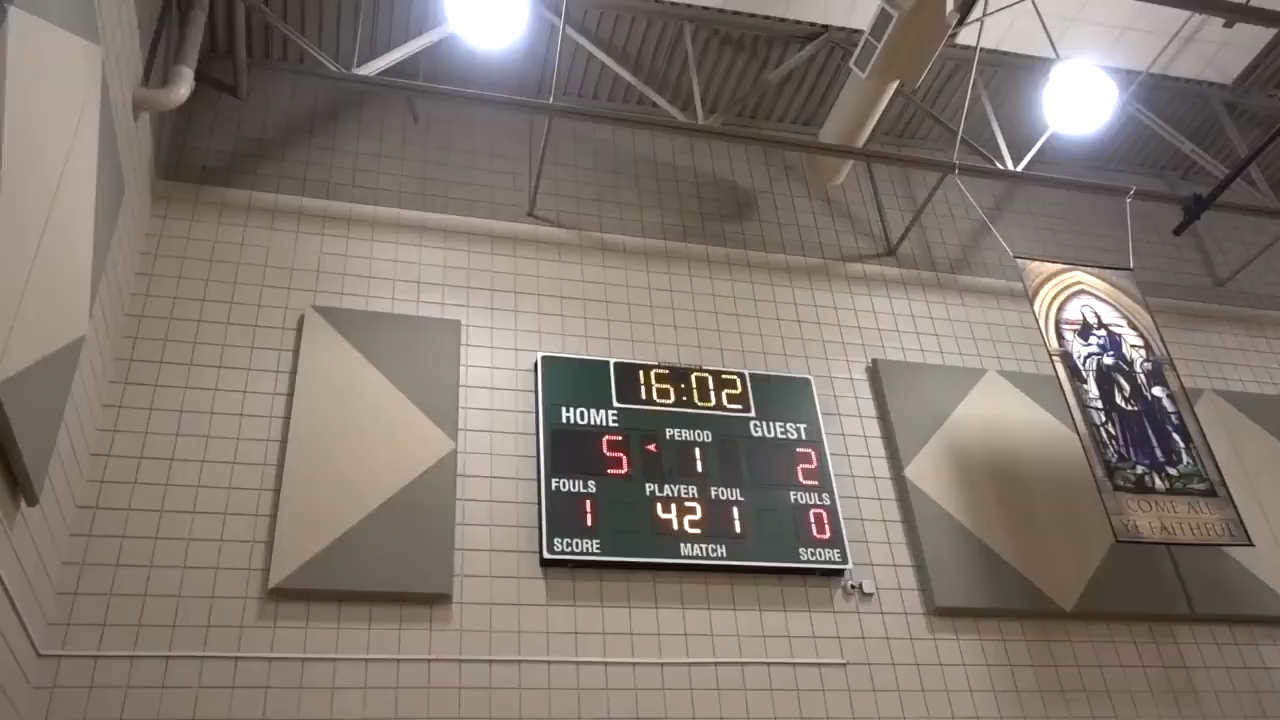 16:02
HOME
PERIOD
GUEST
5
1
2
FOULS
PLAYER FOUL
FOULS
1
42 1
0
SCORE
MATCH
SCORE
COME ALL
YE FAITHFUL